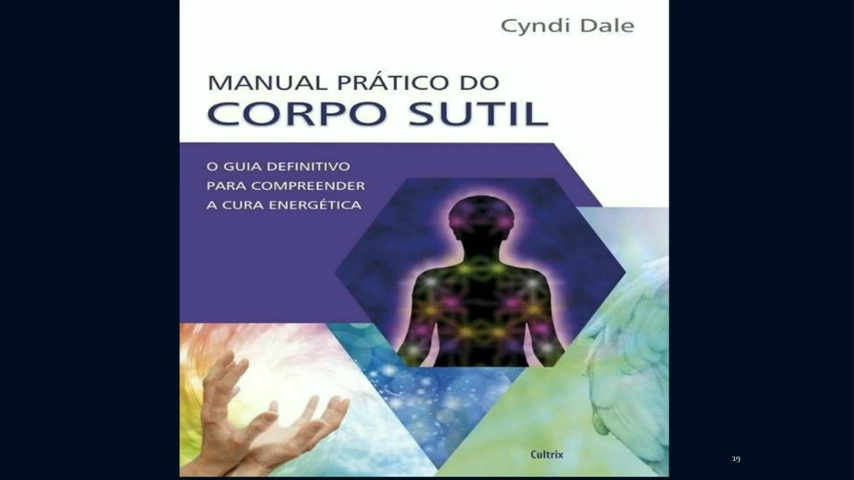 Cyndi Dale
MANUAL PRÁTICO DO
CORPO SUTIL
O GUIA DEFINITIVO
PARA COMPREENDER
A CURA ENERGÉTICA
Cultrix
19